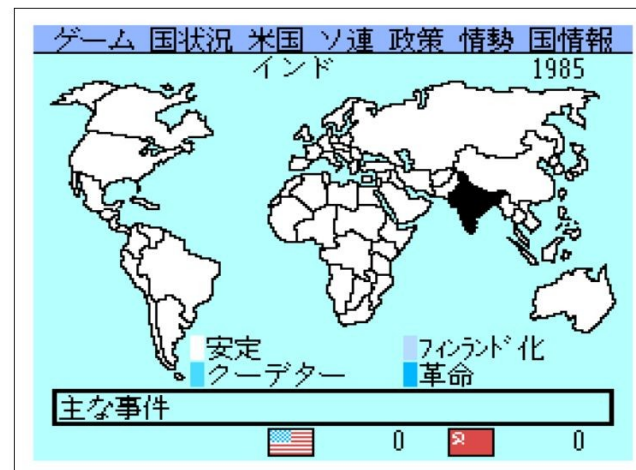 ゲーム 国状況 米国 ソ連 政策 情勢 国情報
インド 1985
安定 フィンランド化
クーデター 革命
主な事件
0 0